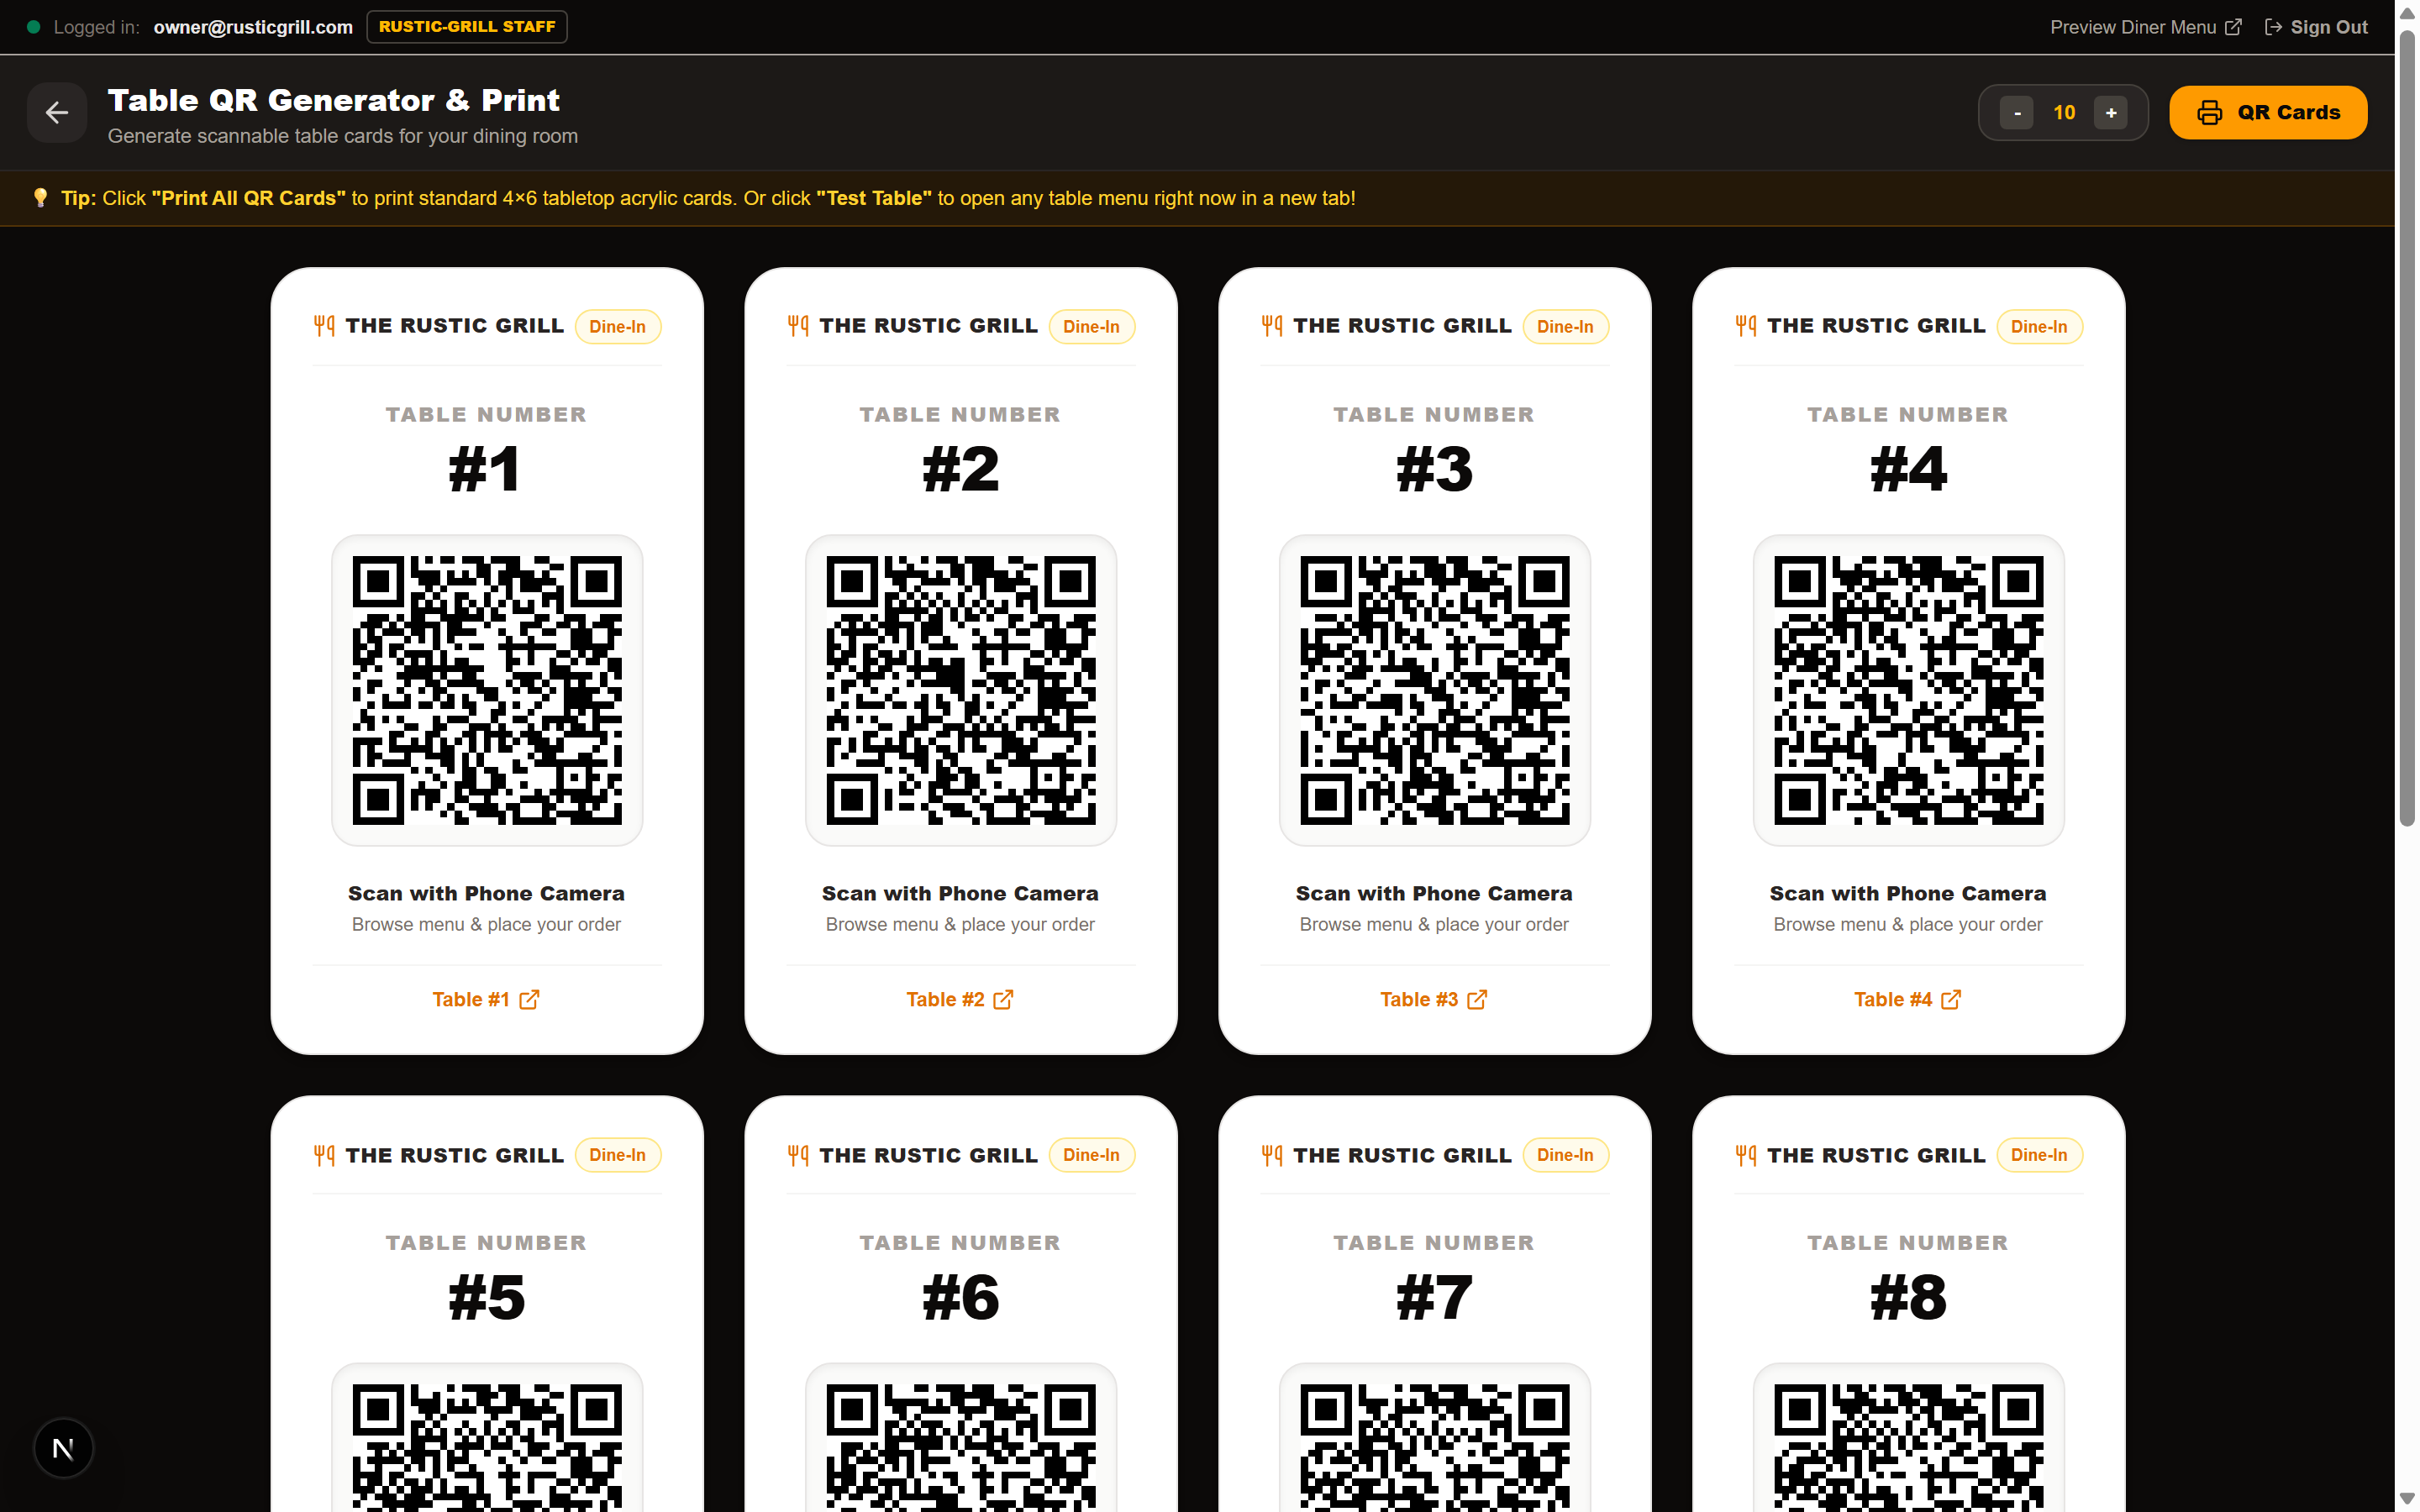 Logged in: owner@rusticgrill.com RUSTIC-GRILL STAFF Preview Diner Menu Sign Out
Table QR Generator & Print
Generate scannable table cards for your dining room
- 10 + QR Cards
Tip: Click "Print All QR Cards" to print standard 4×6 tabletop acrylic cards. Or click "Test Table" to open any table menu right now in a new tab!
THE RUSTIC GRILL Dine-In THE RUSTIC GRILL Dine-In THE RUSTIC GRILL Dine-In THE RUSTIC GRILL Dine-In
TABLE NUMBER TABLE NUMBER TABLE NUMBER TABLE NUMBER
#1 #2 #3 #4
Scan with Phone Camera Scan with Phone Camera Scan with Phone Camera Scan with Phone Camera
Browse menu & place your order Browse menu & place your order Browse menu & place your order Browse menu & place your order
Table #1 Table #2 Table #3 Table #4
THE RUSTIC GRILL Dine-In THE RUSTIC GRILL Dine-In THE RUSTIC GRILL Dine-In THE RUSTIC GRILL Dine-In
TABLE NUMBER TABLE NUMBER TABLE NUMBER TABLE NUMBER
#5 #6 #7 #8
N